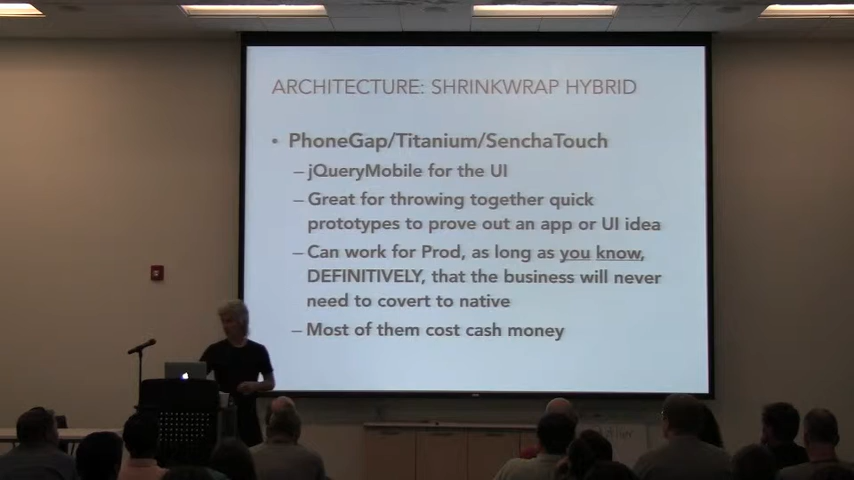 ARCHITECTURE: SHRINKWRAP HYBRID
• PhoneGap/Titanium/SenchaTouch
– jQueryMobile for the UI
– Great for throwing together quick
prototypes to prove out an app or UI idea
– Can work for Prod, as long as you know,
DEFINITIVELY, that the business will never
need to covert to native
– Most of them cost cash money